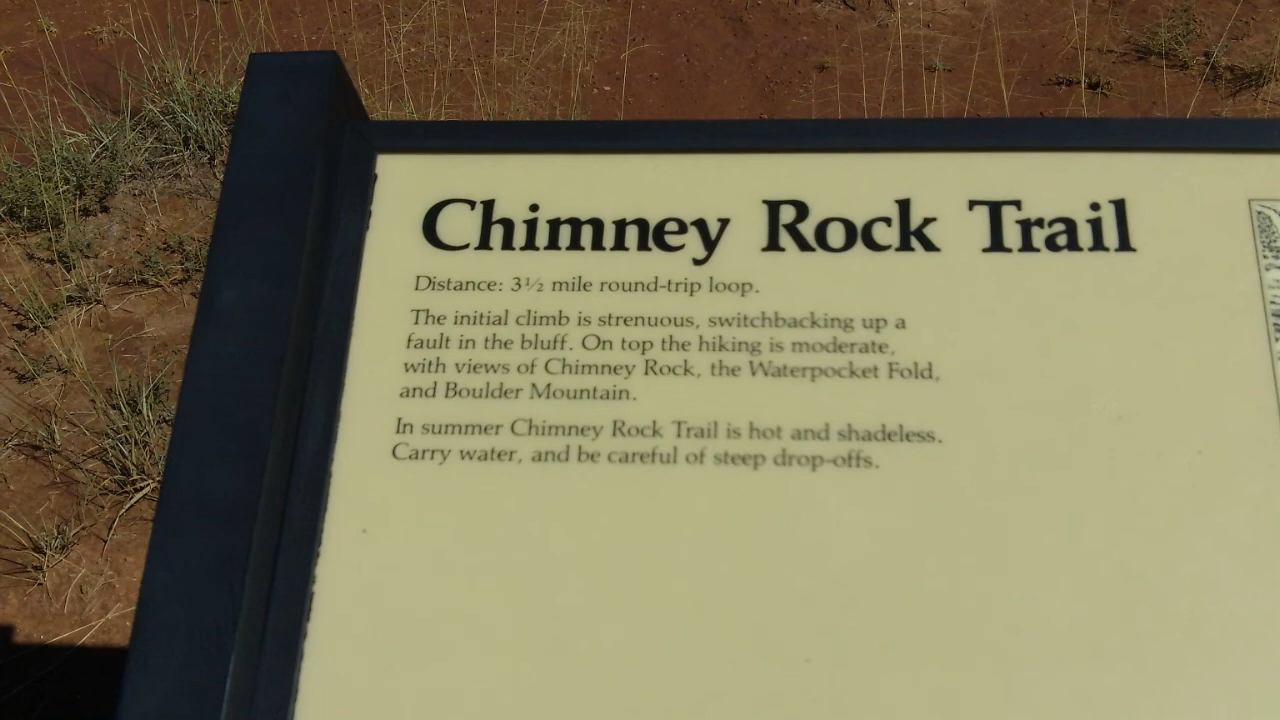 Chimney Rock Trail
Distance: 3½ mile round-trip loop.
The initial climb is strenuous, switchbacking up a
fault in the bluff. On top the hiking is moderate,
with views of Chimney Rock, the Waterpocket Fold,
and Boulder Mountain.
In summer Chimney Rock Trail is hot and shadeless.
Carry water, and be careful of steep drop-offs.